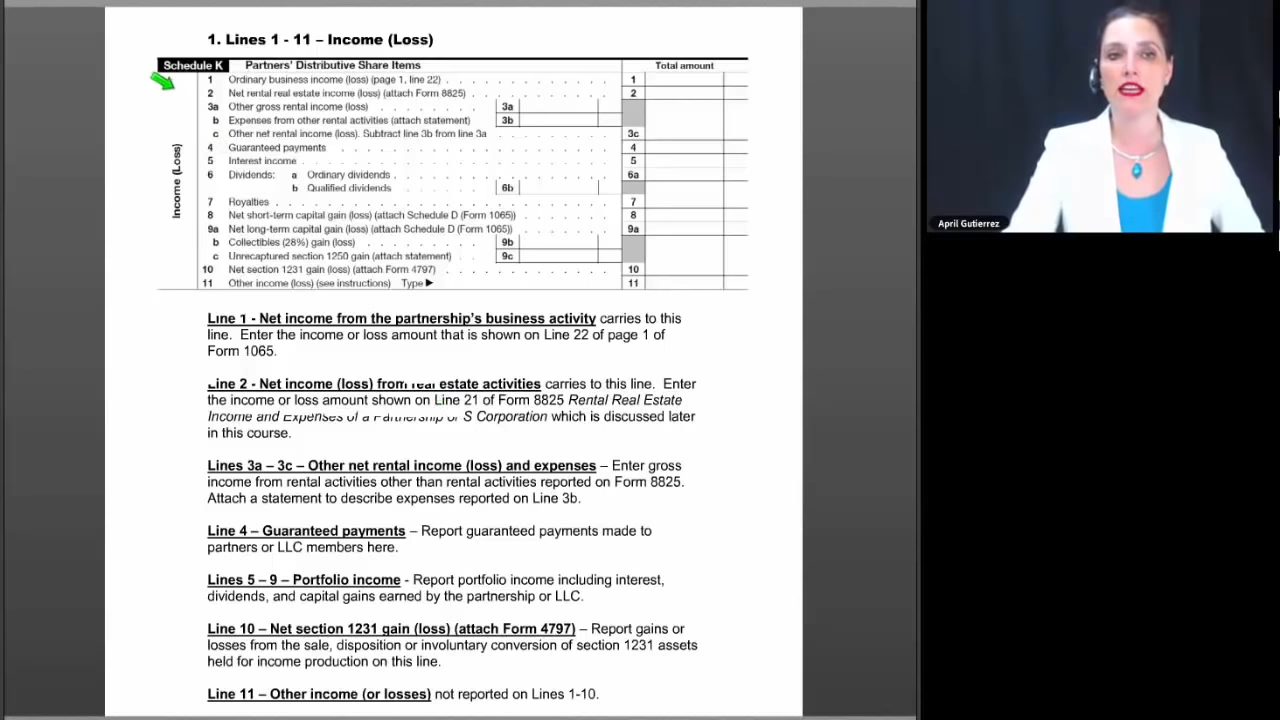 1. Lines 1 - 11 – Income (Loss)
Schedule K Partners' Distributive Share Items Total amount
Income (Loss)
1 Ordinary business income (loss) (page 1, line 22) 1
2 Net rental real estate income (loss) (attach Form 8825) 2
3a Other gross rental income (loss) 3a
b Expenses from other rental activities (attach statement) 3b
c Other net rental income (loss). Subtract line 3b from line 3a 3c
4 Guaranteed payments 4
5 Interest income 5
6 Dividends: a Ordinary dividends 6a
b Qualified dividends 6b
7 Royalties 7
8 Net short-term capital gain (loss) (attach Schedule D (Form 1065)) 8
9a Net long-term capital gain (loss) (attach Schedule D (Form 1065)) 9a
b Collectibles (28%) gain (loss) 9b
c Unrecaptured section 1250 gain (attach statement) 9c
10 Net section 1231 gain (loss) (attach Form 4797) 10
11 Other income (loss) (see instructions) Type ▶ 11
Line 1 - Net income from the partnership's business activity carries to this
line. Enter the income or loss amount that is shown on Line 22 of page 1 of
Form 1065.
Line 2 - Net income (loss) from real estate activities carries to this line. Enter
the income or loss amount shown on Line 21 of Form 8825 Rental Real Estate
Income and Expenses of a Partnership or S Corporation which is discussed later
in this course.
Lines 3a – 3c – Other net rental income (loss) and expenses – Enter gross
income from rental activities other than rental activities reported on Form 8825.
Attach a statement to describe expenses reported on Line 3b.
Line 4 – Guaranteed payments – Report guaranteed payments made to
partners or LLC members here.
Lines 5 – 9 – Portfolio income - Report portfolio income including interest,
dividends, and capital gains earned by the partnership or LLC.
Line 10 – Net section 1231 gain (loss) (attach Form 4797) – Report gains or
losses from the sale, disposition or involuntary conversion of section 1231 assets
held for income production on this line.
Line 11 – Other income (or losses) not reported on Lines 1-10.
April Gutierrez